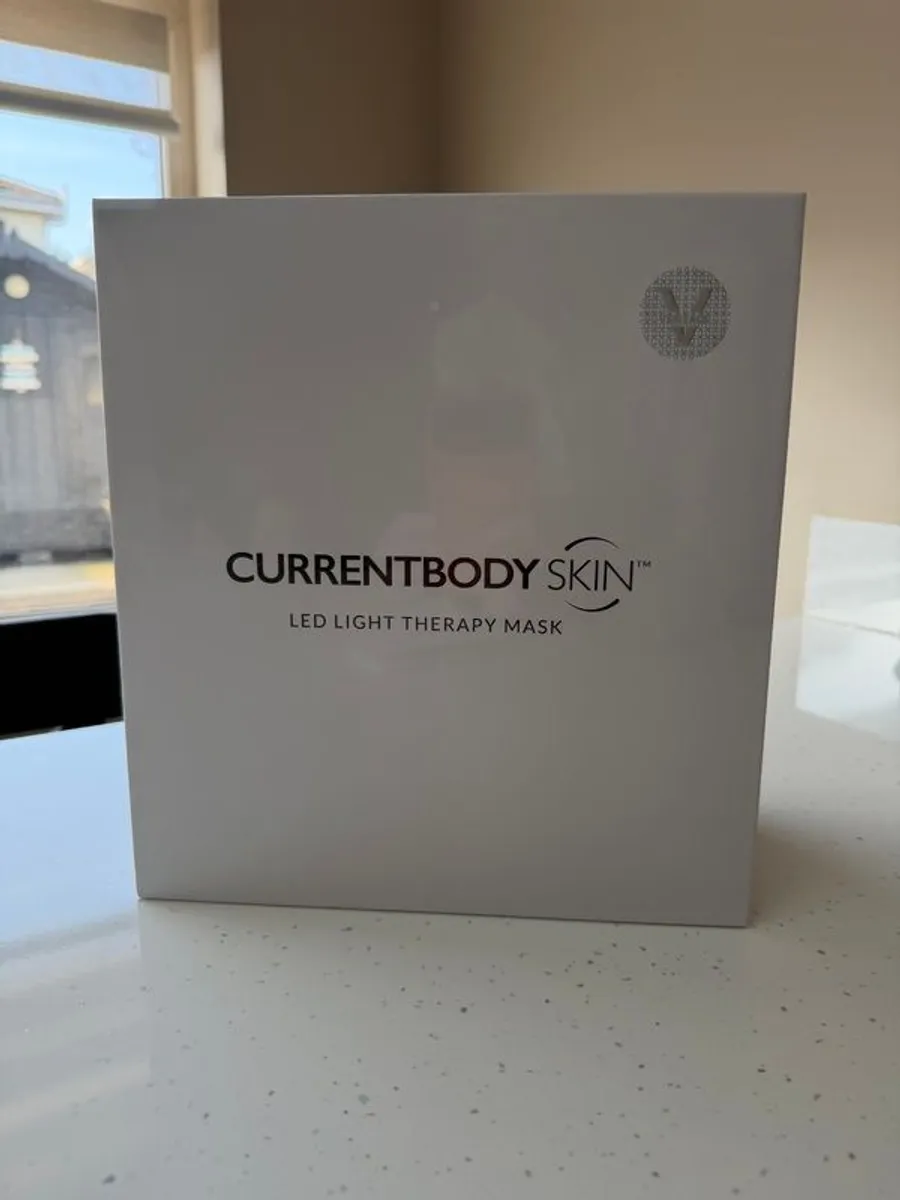 CURRENTBODY SKIN™
LED LIGHT THERAPY MASK